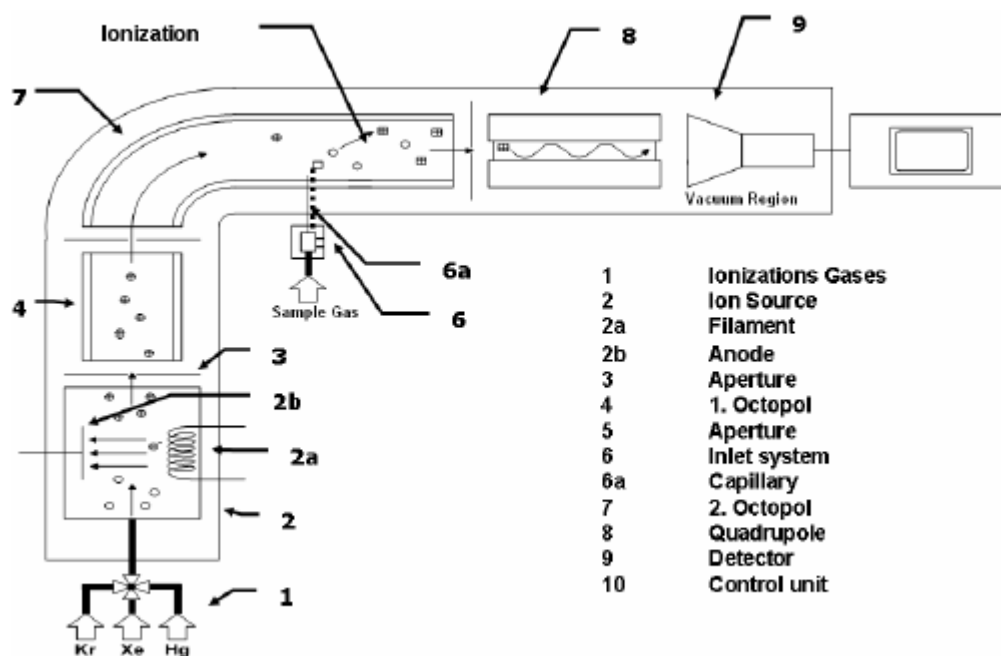 Ionization
8
9
7
Vacuum Region
6a
4
Sample Gas
6
3
2b
2a
2
1
Kr Xe Hg
1 Ionizations Gases
2 Ion Source
2a Filament
2b Anode
3 Aperture
4 1. Octopol
5 Aperture
6 Inlet system
6a Capillary
7 2. Octopol
8 Quadrupole
9 Detector
10 Control unit